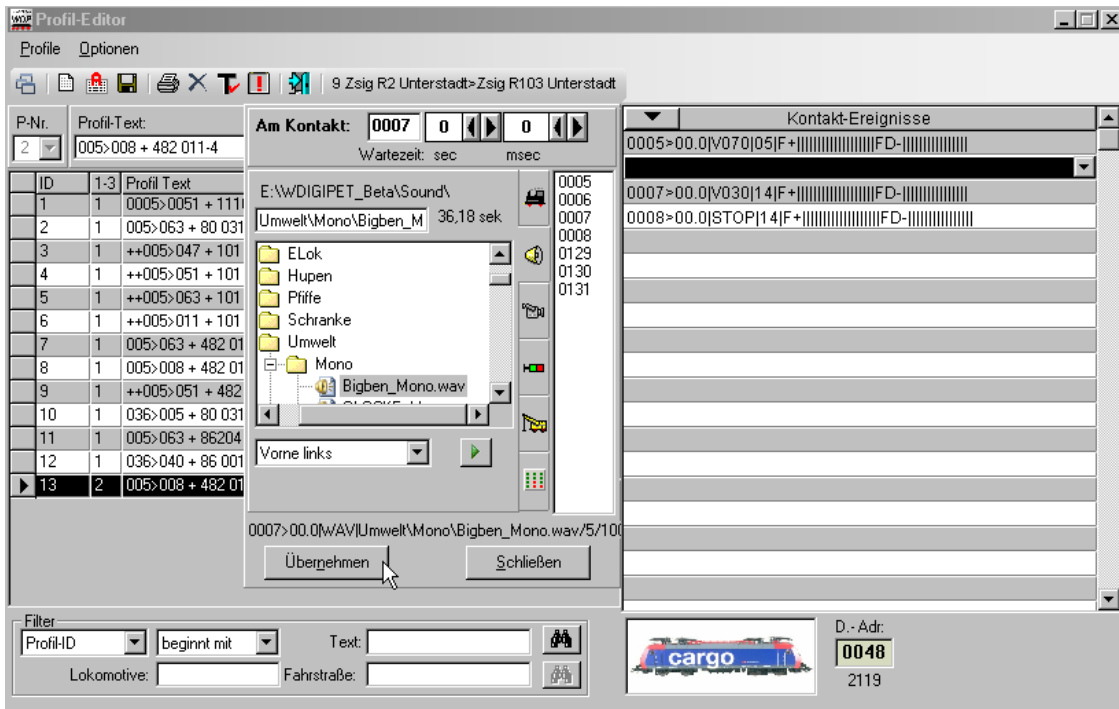 WDP Profil-Editor
Profile Optionen
9 Zsig R2 Unterstadt>Zsig R103 Unterstadt
P-Nr. Profil-Text:
2 005>008 + 482 011-4
ID 1-3 Profil Text
1 1 0005>0051 + 111
2 1 005>063 + 80 031
3 1 ++005>047 + 101
4 1 ++005>051 + 101
5 1 ++005>063 + 101
6 1 ++005>011 + 101
7 1 005>063 + 482 01
8 1 005>008 + 482 01
9 1 ++005>051 + 482
10 1 036>005 + 80 031
11 1 005>063 + 86204
12 1 036>040 + 86 001
13 2 005>008 + 482 01
Am Kontakt: 0007 0 0
Wartezeit: sec msec
E:\WDIGIPET_Beta\Sound\
Umwelt\Mono\Bigben_M 36,18 sek
ELok
Hupen
Pfiffe
Schranke
Umwelt
Mono
Bigben_Mono.wav
Vorne links
0005
0006
0007
0008
0129
0130
0131
0007>00.0|WAV|Umwelt\Mono\Bigben_Mono.wav/5/100
Übernehmen Schließen
Kontakt-Ereignisse
0005>00.0|V070|05|F+||||||||||||||||||FD-|||||||||||||||
0007>00.0|V030|14|F+||||||||||||||||||FD-|||||||||||||||
0008>00.0|STOP|14|F+||||||||||||||||||FD-|||||||||||||||
Filter
Profil-ID beginnt mit Text:
Lokomotive: Fahrstraße:
cargo
D.- Adr:
0048
2119